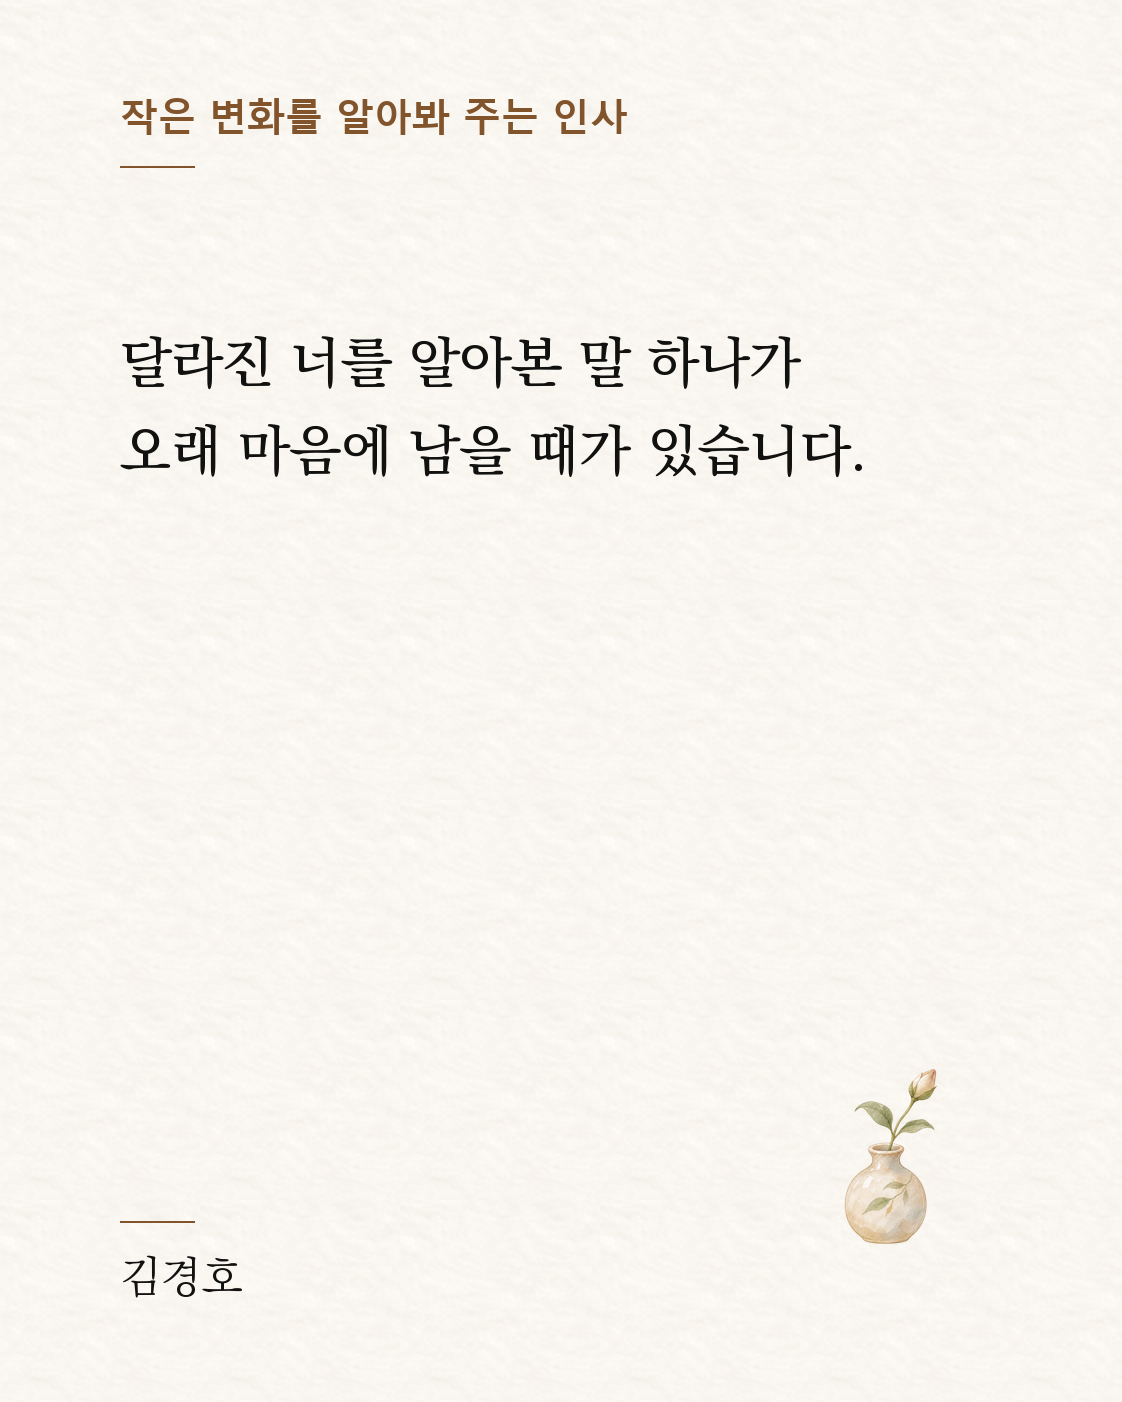 작은 변화를 알아봐 주는 인사
달라진 너를 알아본 말 하나가
오래 마음에 남을 때가 있습니다.
김경호